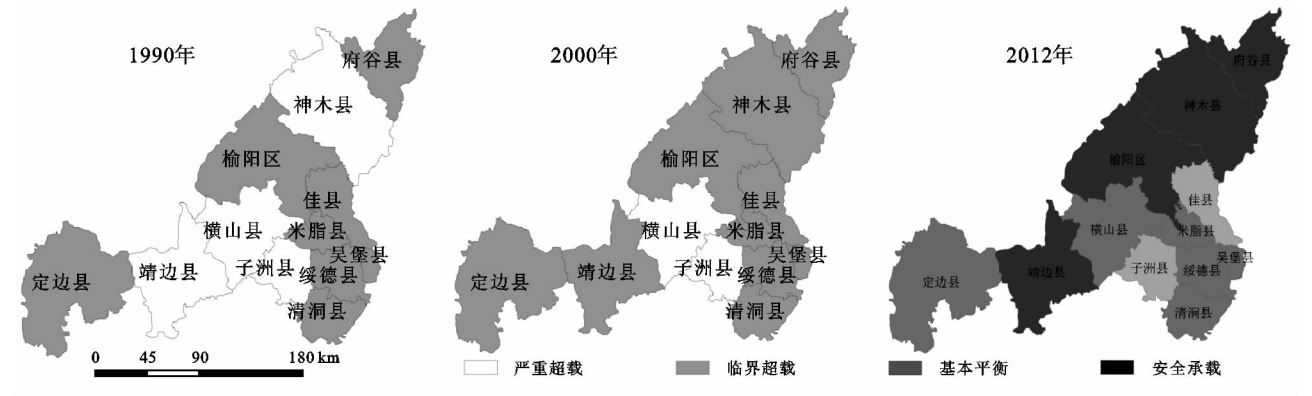 1990年
府谷县
神木县
榆阳区
佳县
横山县
米脂县
吴堡县
子洲县
绥德县
靖边县
定边县
清涧县
0 45 90 180 km
2000年
府谷县
神木县
榆阳区
佳县
横山县
米脂县
吴堡县
子洲县
绥德县
靖边县
定边县
清涧县
2012年
府谷县
神木县
榆阳区
佳县
横山县
米脂县
吴堡县
子洲县
绥德县
靖边县
定边县
清涧县
严重超载 临界超载 基本平衡 安全承载